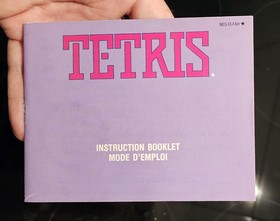 TETRIS
INSTRUCTION BOOKLET
MODE D'EMPLOI